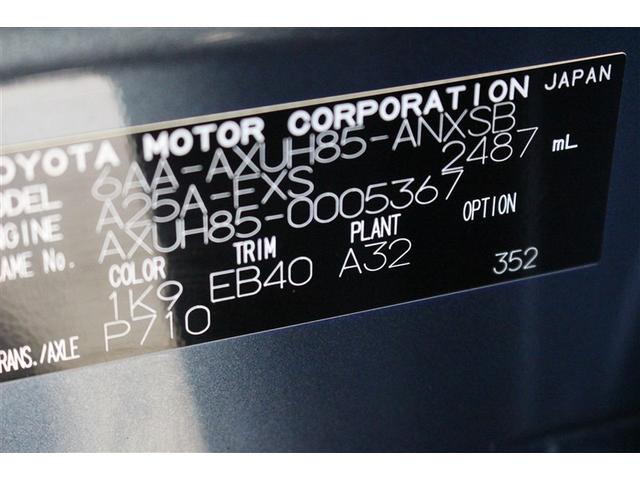 TOYOTA MOTOR CORPORATION JAPAN
MODEL 6AA-AXUH85-ANXSB
ENGINE A25A-FXS 2487 mL
FRAME No. AXUH85-0005367
COLOR TRIM PLANT OPTION
1K9 EB40 A32 352
TRANS./AXLE P710